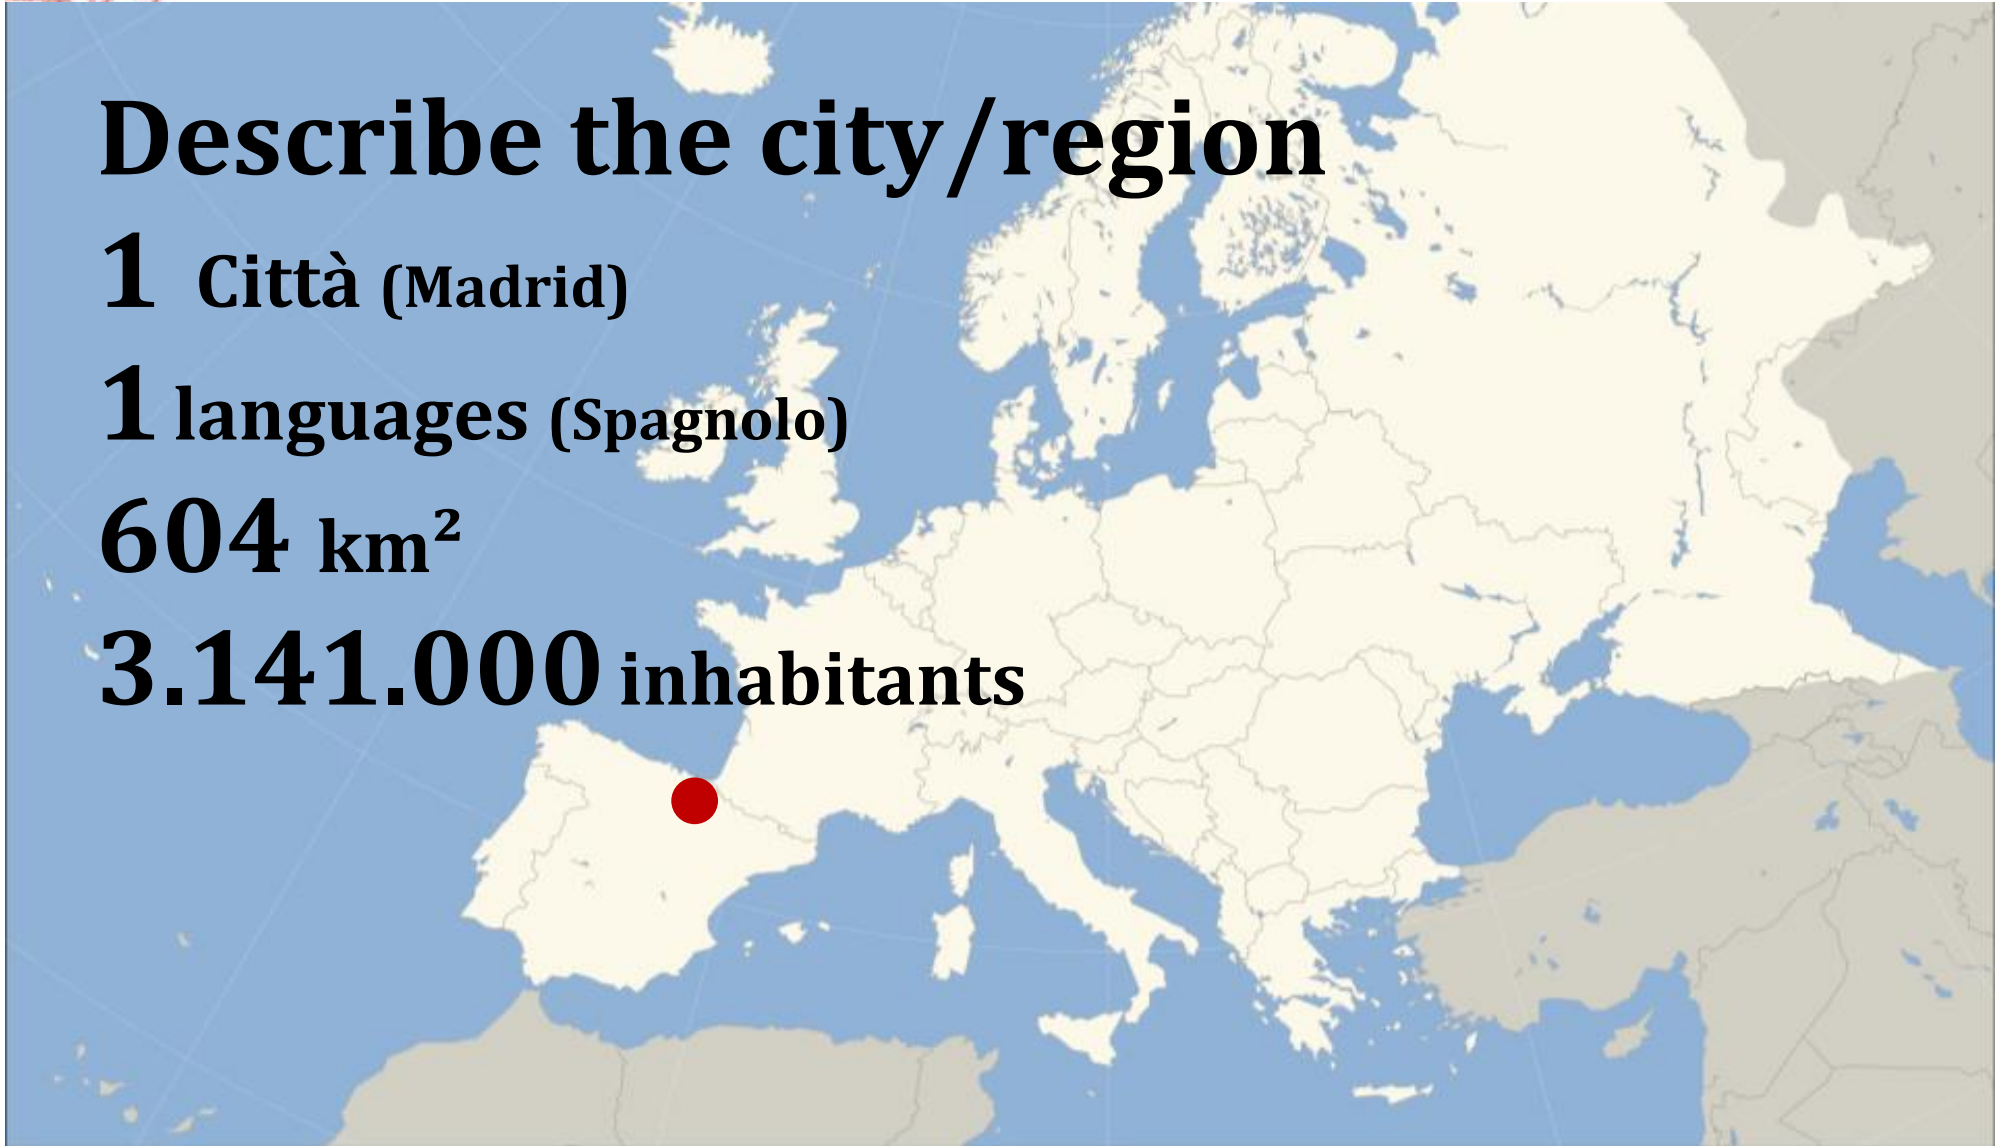 Describe the city/region
1 Città (Madrid)
1 languages (Spagnolo)
604 km²
3.141.000 inhabitants